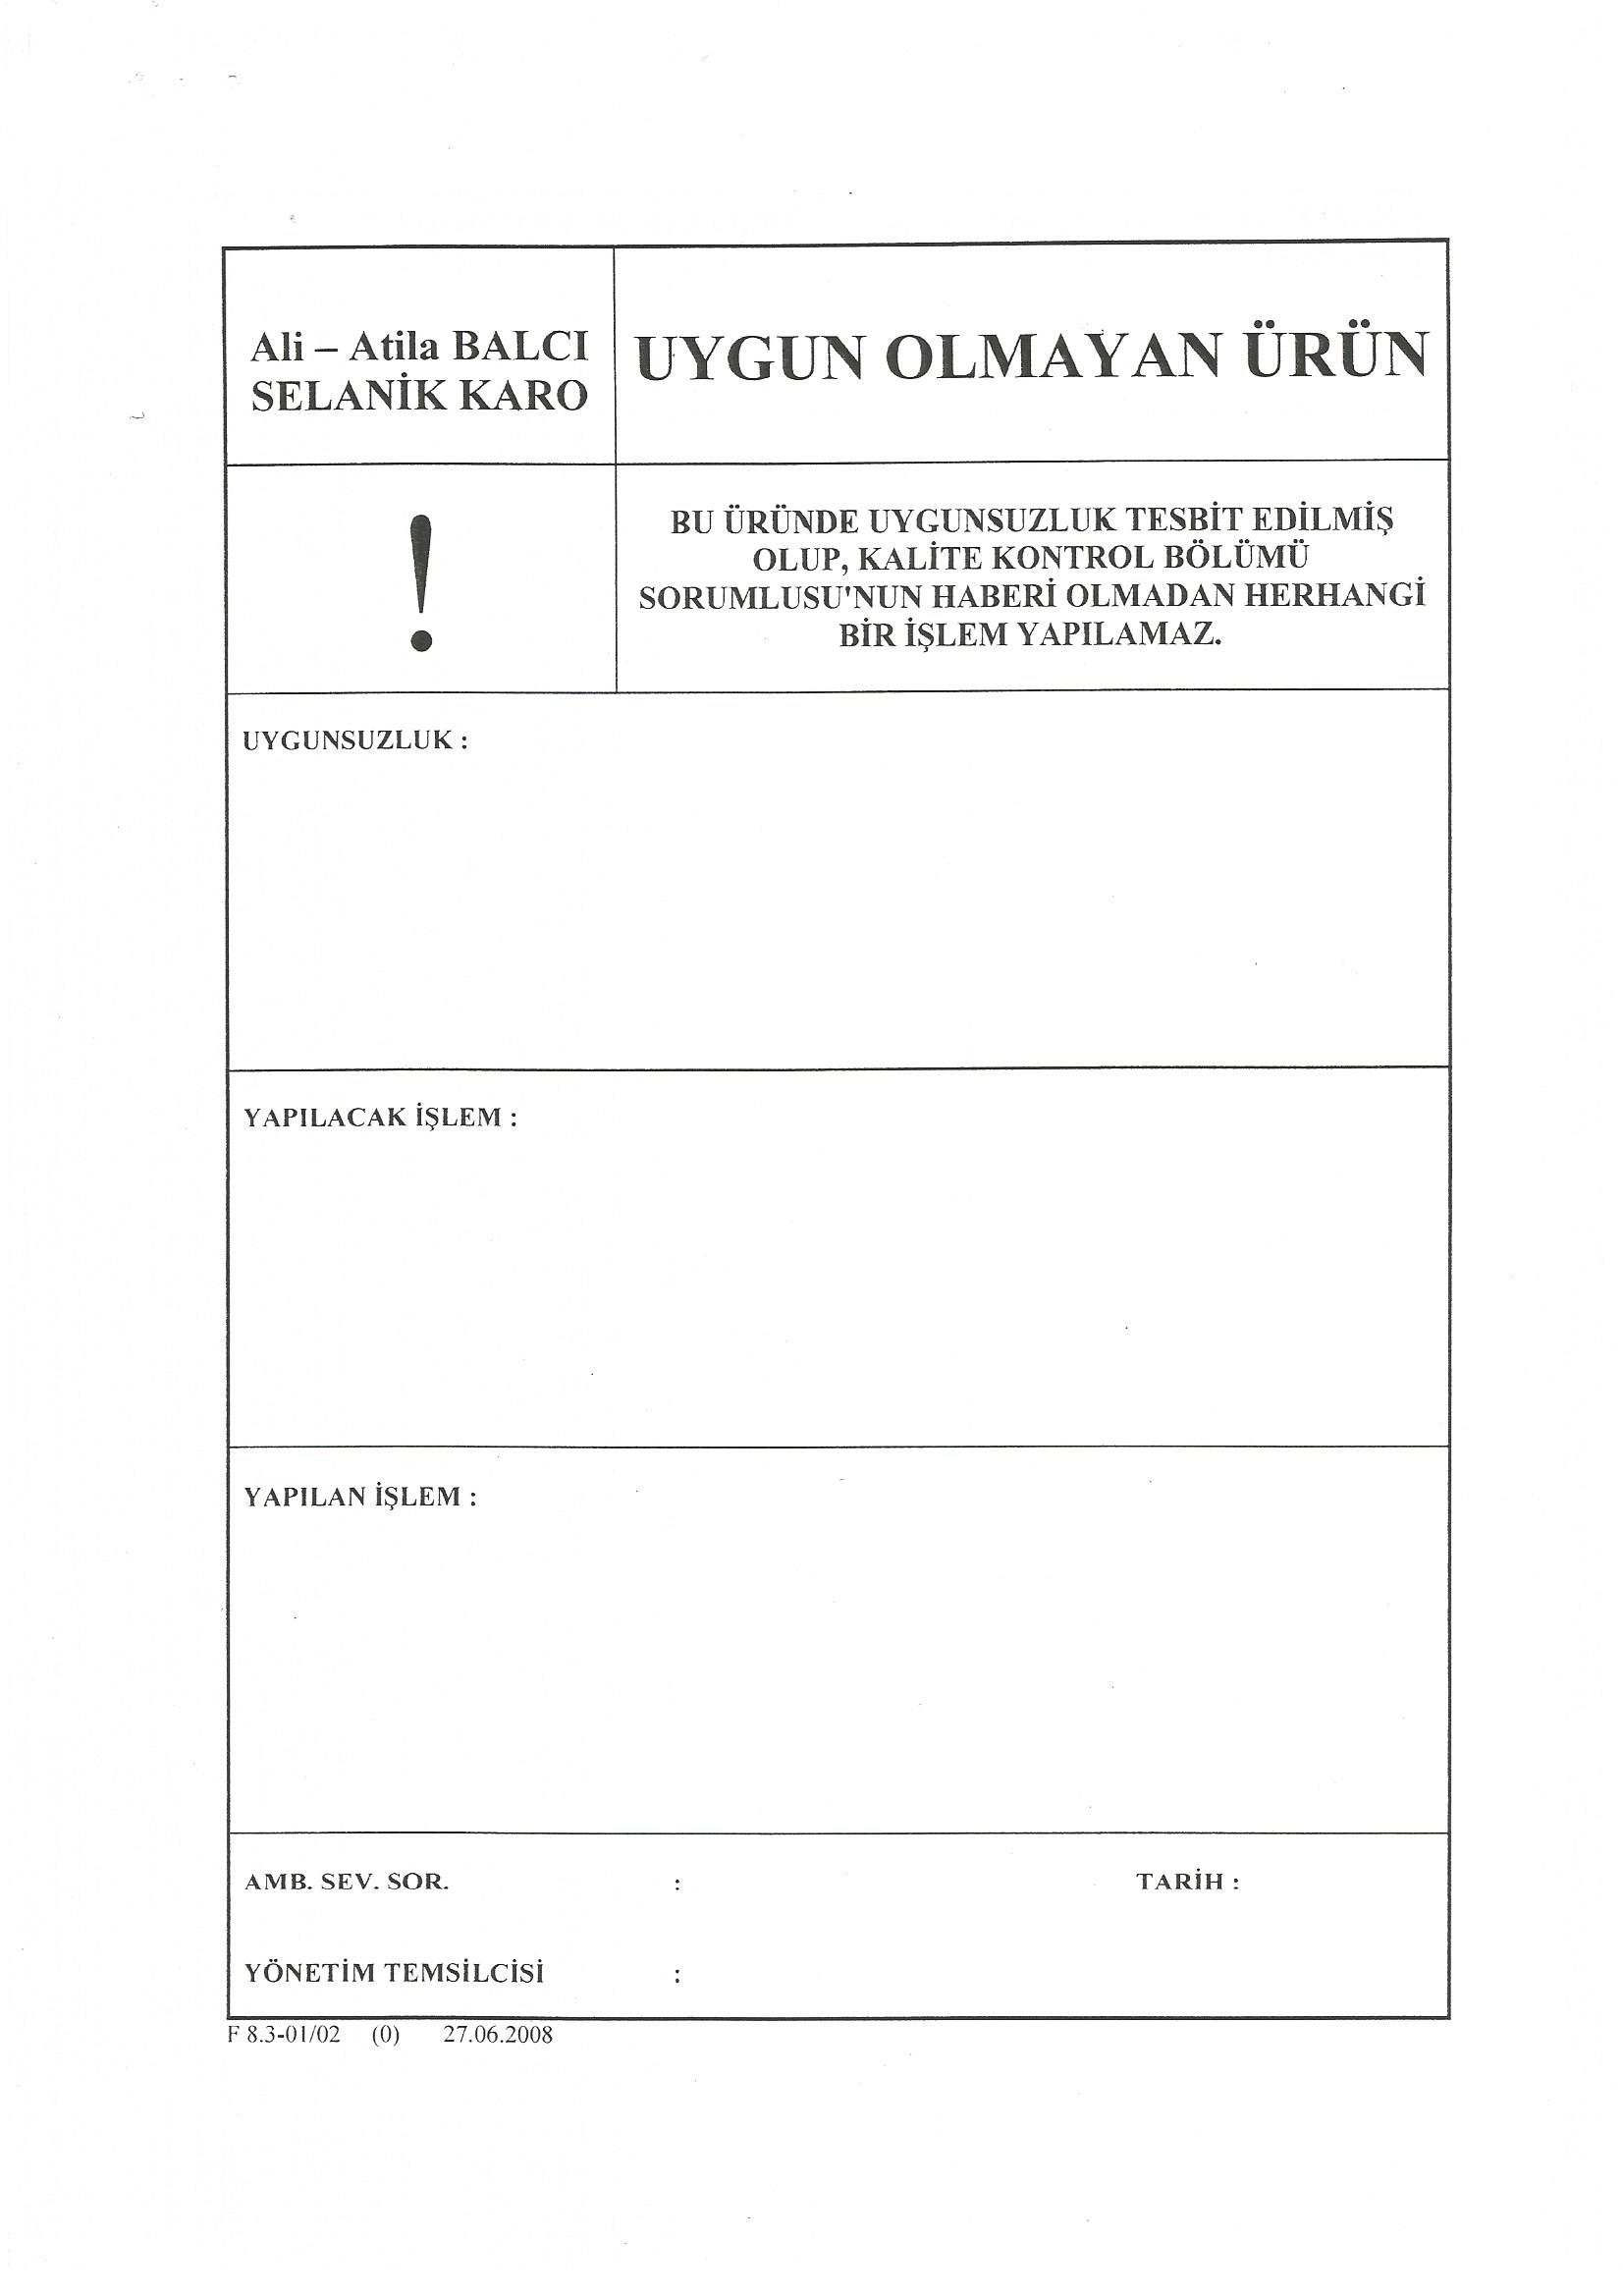 Ali – Atila BALCI
SELANİK KARO
UYGUN OLMAYAN ÜRÜN
!
BU ÜRÜNDE UYGUNSUZLUK TESBİT EDİLMİŞ
OLUP, KALİTE KONTROL BÖLÜMÜ
SORUMLUSU'NUN HABERİ OLMADAN HERHANGİ
BİR İŞLEM YAPILAMAZ.
UYGUNSUZLUK :
YAPILACAK İŞLEM :
YAPILAN İŞLEM :
AMB. SEV. SOR. : TARİH :
YÖNETİM TEMSİLCİSİ :
F 8.3-01/02 (0) 27.06.2008